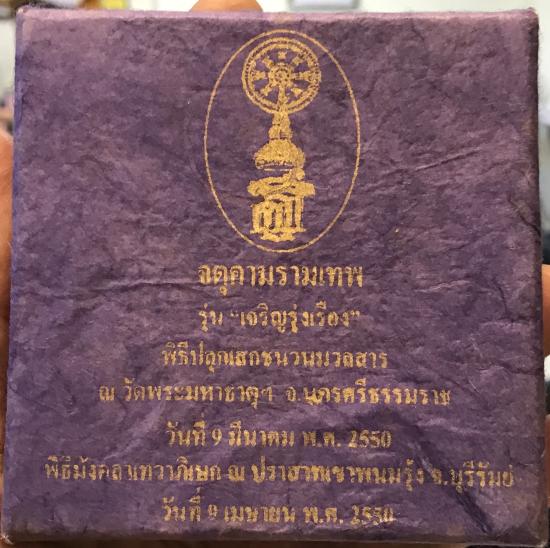 จตุคามรามเทพ
รุ่น "เจริญรุ่งเรือง"
พิธีปลุกเสกชนวนมวลสาร
ณ วัดพระมหาธาตุฯ จ.นครศรีธรรมราช
วันที่ 9 มีนาคม พ.ศ. 2550
พิธีมังคลาเทวาภิเษก ณ ปราสาทเขาพนมรุ้ง จ.บุรีรัมย์
วันที่ 9 เมษายน พ.ศ. 2550